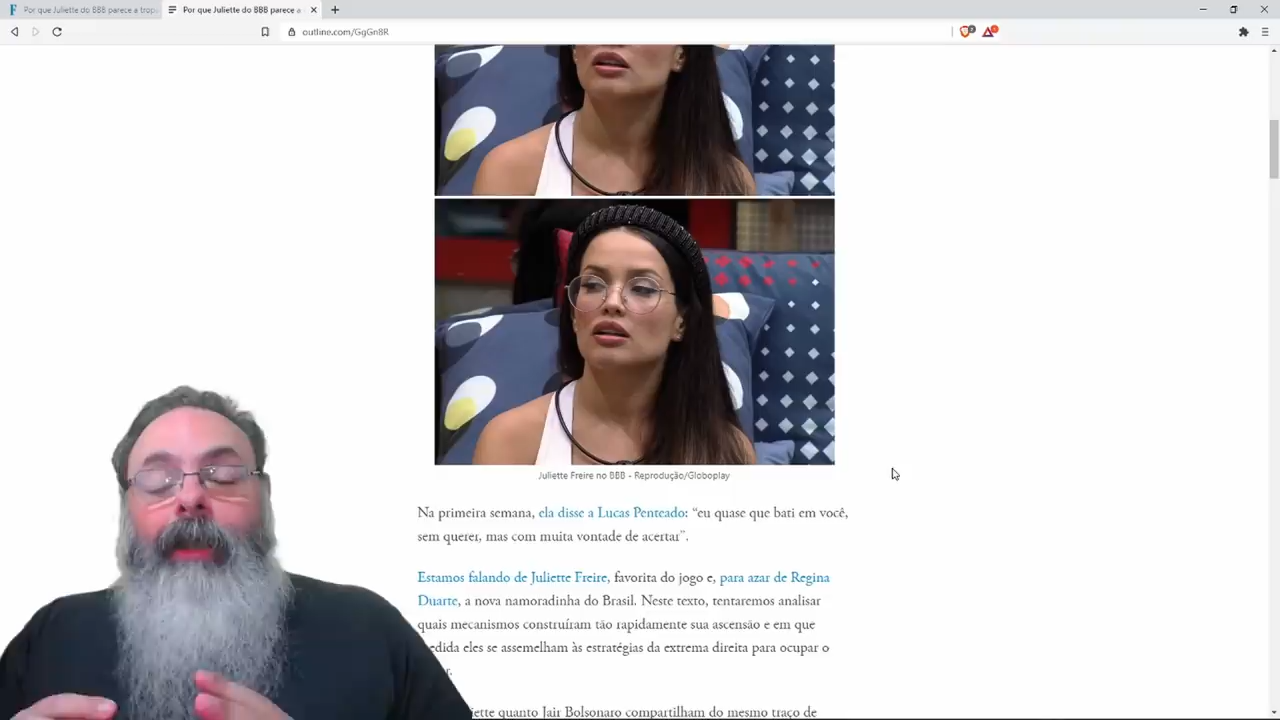 Por que Juliette do BBB parece a tropa
Por que Juliette do BBB parece a
outline.com/GgGn8R
Juliette Freire no BBB - Reprodução/Globoplay
Na primeira semana, ela disse a Lucas Penteado: “eu quase que bati em você,
sem querer, mas com muita vontade de acertar”.
Estamos falando de Juliette Freire, favorita do jogo e, para azar de Regina
Duarte, a nova namoradinha do Brasil. Neste texto, tentaremos analisar
quais mecanismos construíram tão rapidamente sua ascensão e em que
edida eles se assemelham às estratégias da extrema direita para ocupar o
r.
iette quanto Jair Bolsonaro compartilham do mesmo traço de